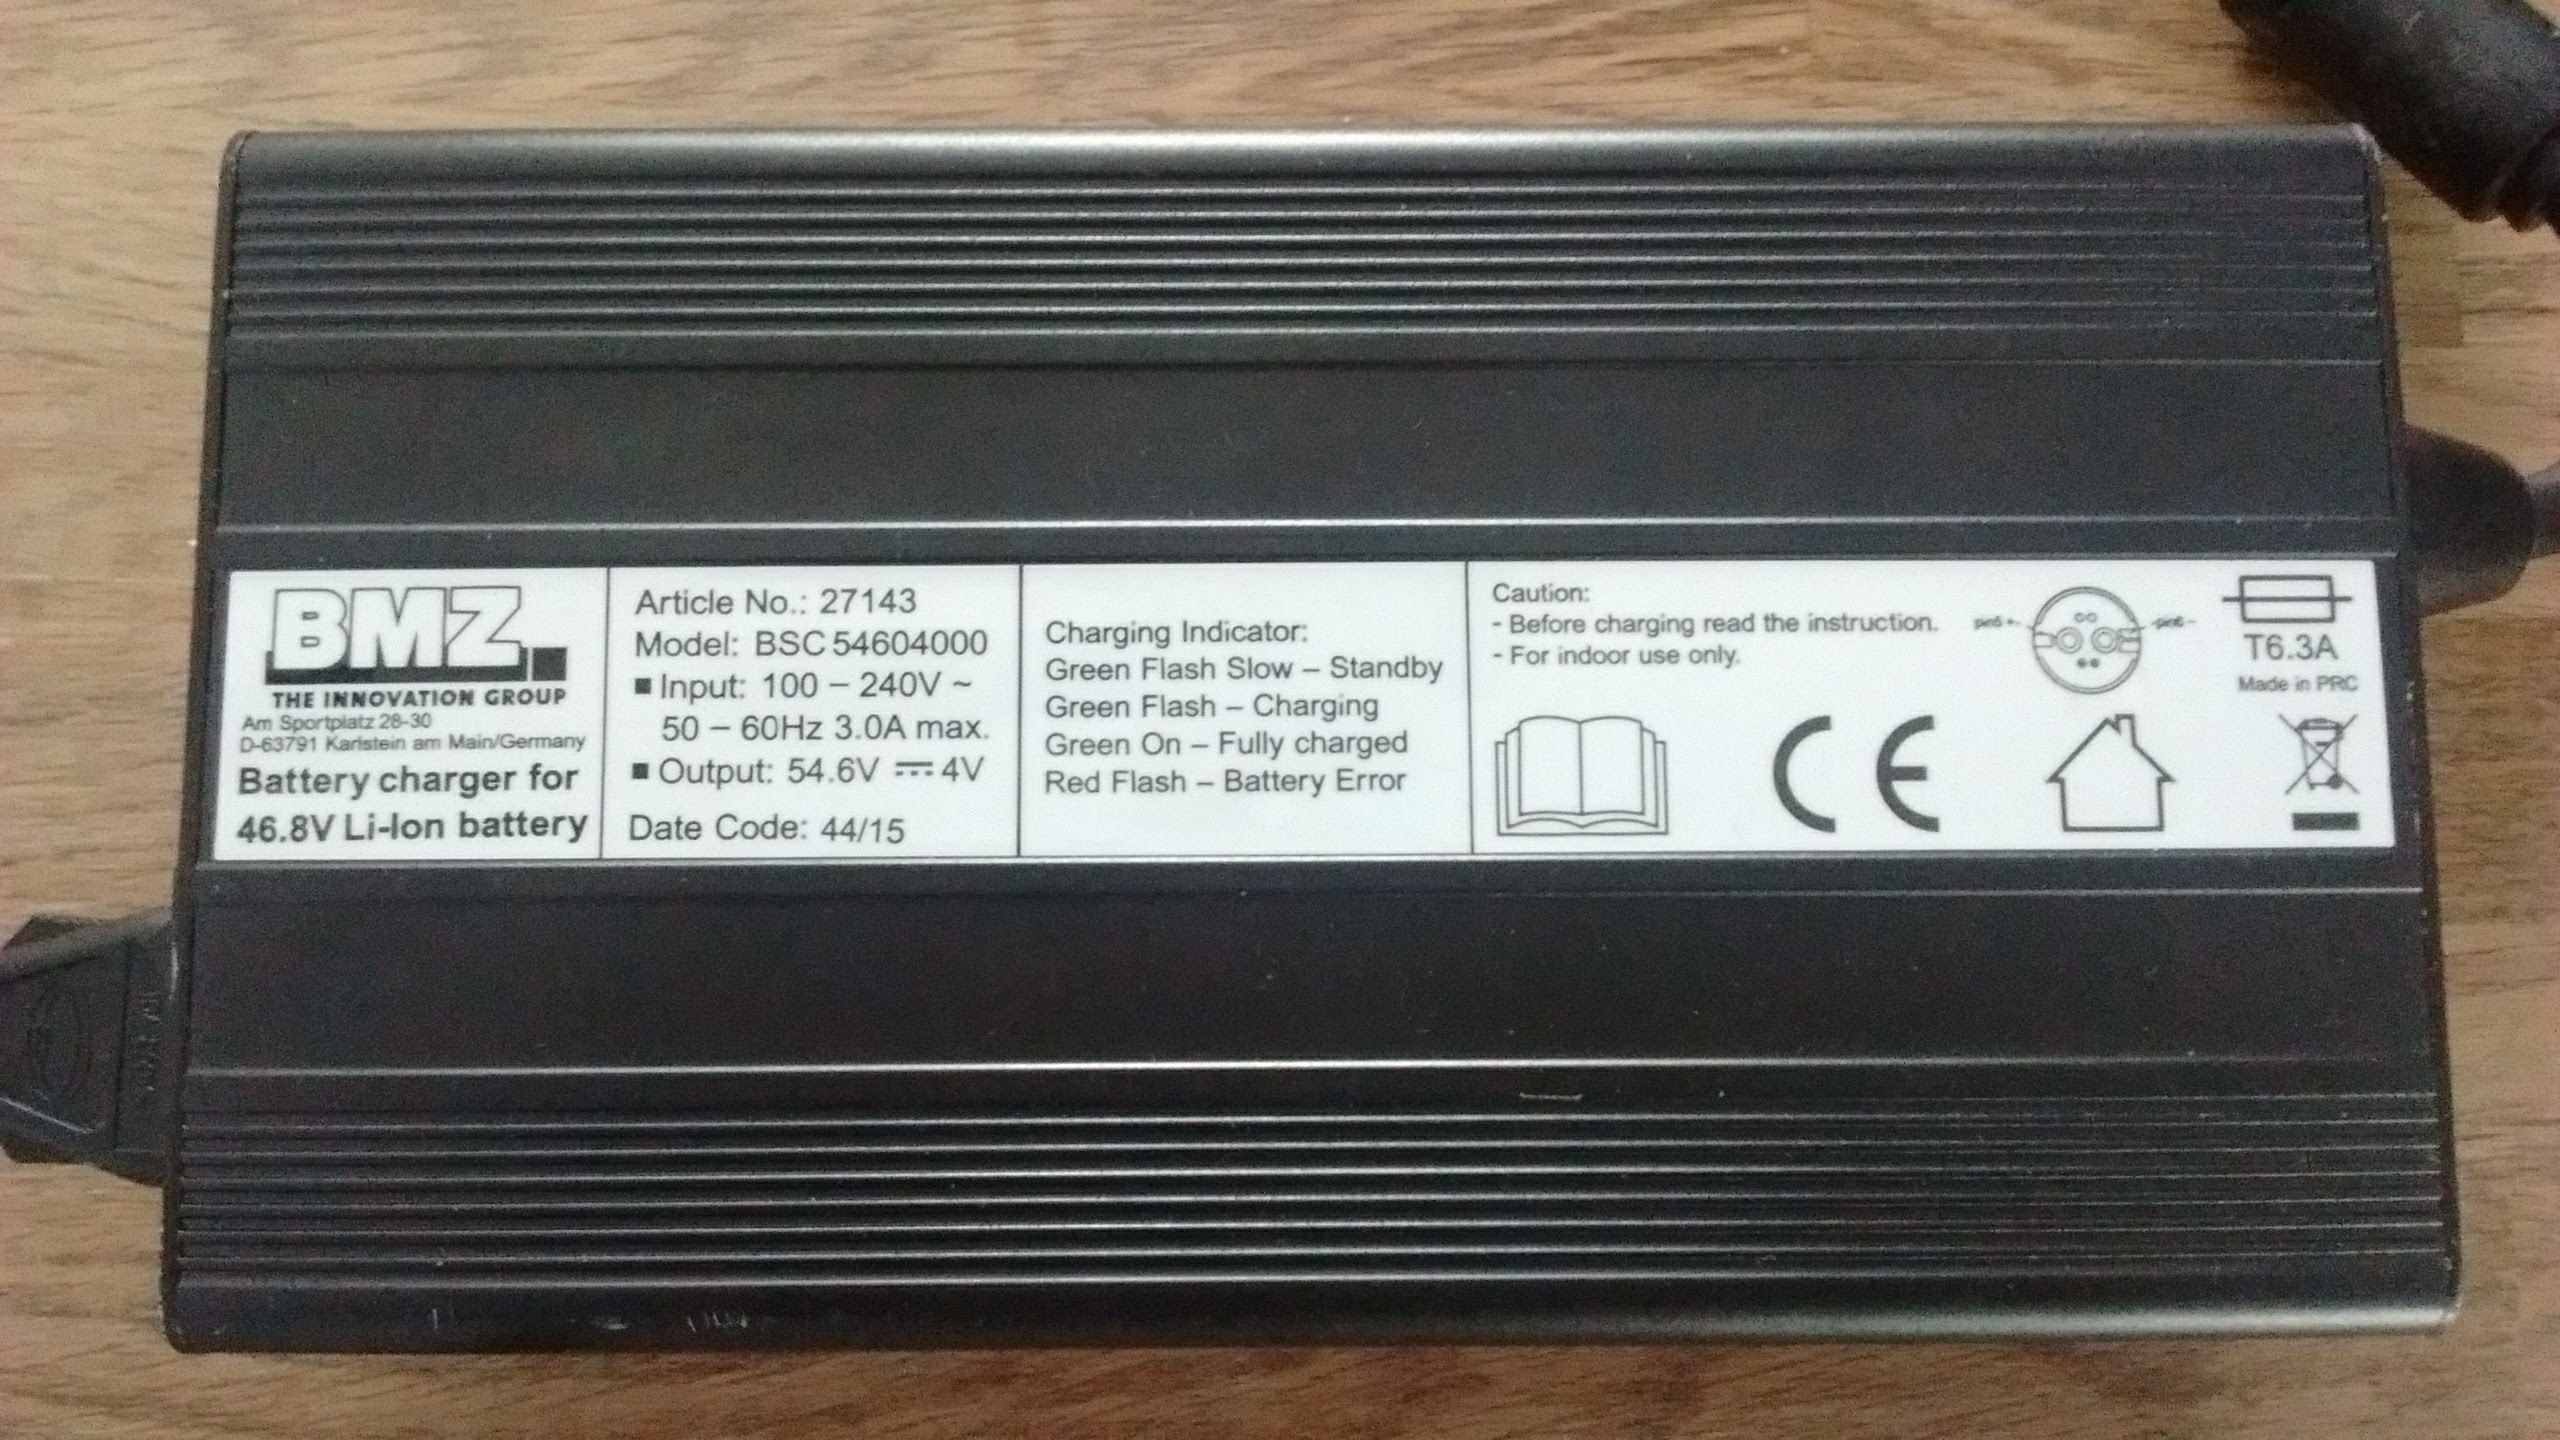 BMZ
THE INNOVATION GROUP
Am Sportplatz 28-30
D-63791 Karlstein am Main/Germany
Battery charger for
46.8V Li-Ion battery
Article No.: 27143
Model: BSC54604000
■ Input: 100 – 240V ~
50 – 60Hz 3.0A max.
■ Output: 54.6V ⎓ 4V
Date Code: 44/15
Charging Indicator:
Green Flash Slow – Standby
Green Flash – Charging
Green On – Fully charged
Red Flash – Battery Error
Caution:
- Before charging read the instruction.
- For indoor use only.
T6.3A
Made in PRC
CE